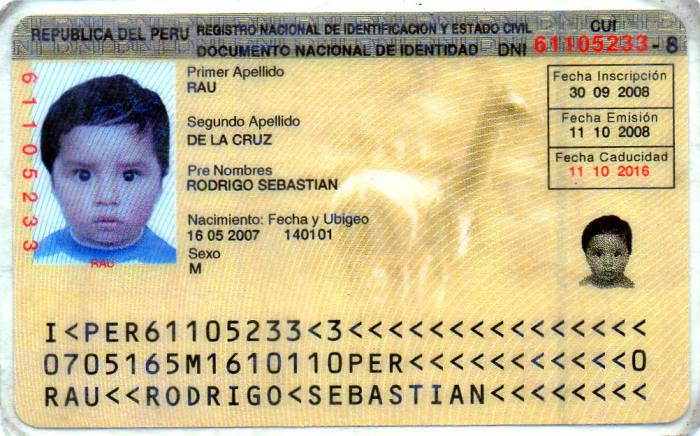 REPUBLICA DEL PERU REGISTRO NACIONAL DE IDENTIFICACION Y ESTADO CIVIL CUI
DOCUMENTO NACIONAL DE IDENTIDAD DNI 61105233 - 8
61105233
Primer Apellido
RAU
Segundo Apellido
DE LA CRUZ
Pre Nombres
RODRIGO SEBASTIAN
Nacimiento: Fecha y Ubigeo
16 05 2007 140101
Sexo
M
RAU
Fecha Inscripción
30 09 2008
Fecha Emisión
11 10 2008
Fecha Caducidad
11 10 2016
I<PER61105233<3<<<<<<<<<<<<<<<
0705165M1610110PER<<<<<<<<<<<0
RAU<<RODRIGO<SEBASTIAN<<<<<<<<